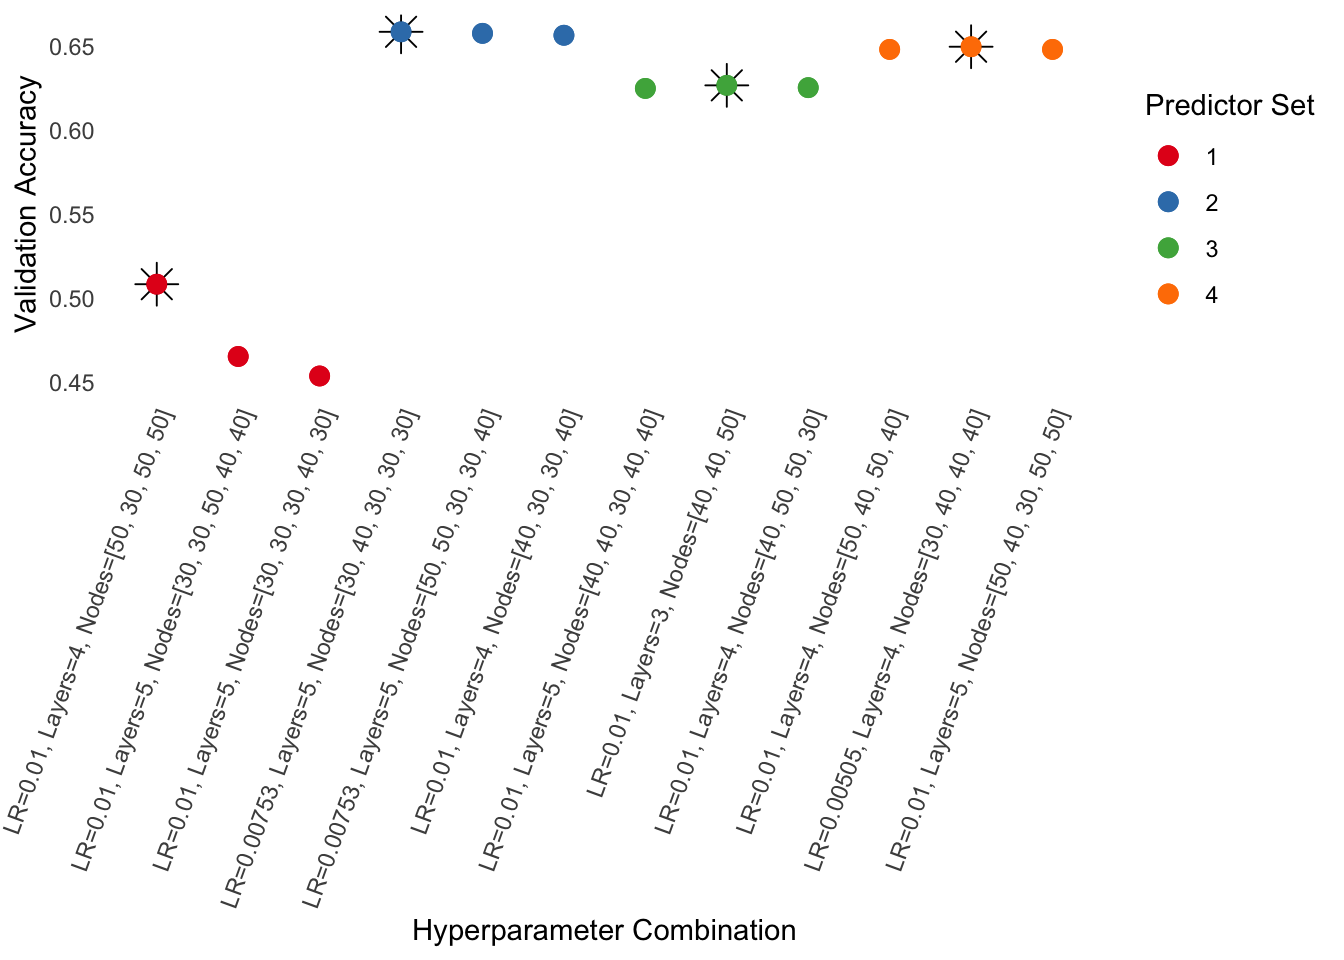 Validation Accuracy
0.65
0.60
0.55
0.50
0.45
LR=0.01, Layers=4, Nodes=[50, 30, 50, 50]
LR=0.01, Layers=5, Nodes=[30, 30, 50, 40, 40]
LR=0.01, Layers=5, Nodes=[30, 30, 30, 40, 30]
LR=0.00753, Layers=5, Nodes=[30, 40, 30, 30, 30]
LR=0.00753, Layers=5, Nodes=[50, 50, 30, 30, 40]
LR=0.01, Layers=4, Nodes=[40, 30, 30, 40]
LR=0.01, Layers=5, Nodes=[40, 40, 30, 40, 40]
LR=0.01, Layers=3, Nodes=[40, 40, 50]
LR=0.01, Layers=4, Nodes=[40, 50, 50, 30]
LR=0.01, Layers=4, Nodes=[50, 40, 50, 40]
LR=0.00505, Layers=4, Nodes=[30, 40, 40, 40]
LR=0.01, Layers=5, Nodes=[50, 40, 30, 50, 50]
Hyperparameter Combination
Predictor Set
1
2
3
4